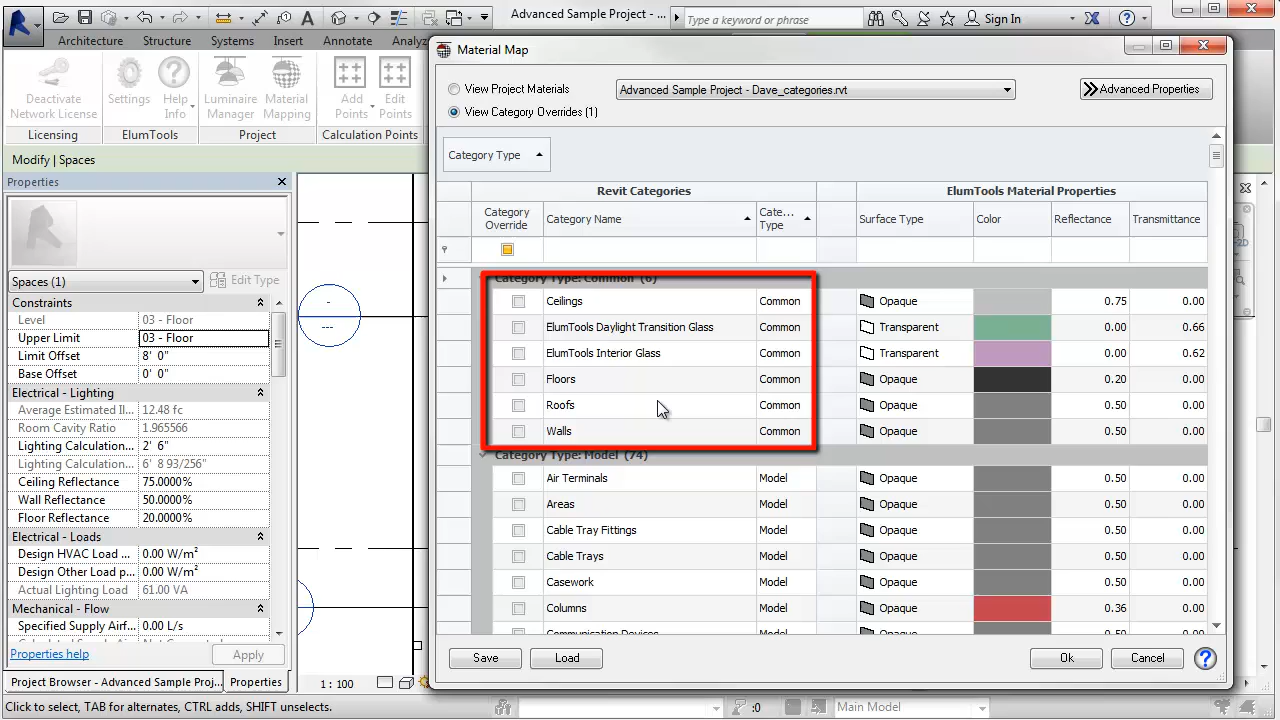 Advanced Sample Project - ...
Type a keyword or phrase
Sign In
Architecture
Structure
Systems
Insert
Annotate
Analyz
Deactivate
Network License
Settings
Help
Info
Luminaire
Manager
Material
Mapping
Add
Points
Edit
Points
Licensing
ElumTools
Project
Calculation Points
Modify | Spaces
Properties
Spaces (1)
Edit Type
Constraints
Level 03 - Floor
Upper Limit 03 - Floor
Limit Offset 8' 0"
Base Offset 0' 0"
Electrical - Lighting
Average Estimated Il... 12.48 fc
Room Cavity Ratio 1.965566
Lighting Calculation... 2' 6"
Lighting Calculation... 6' 8 93/256"
Ceiling Reflectance 75.0000%
Wall Reflectance 50.0000%
Floor Reflectance 20.0000%
Electrical - Loads
Design HVAC Load ... 0.00 W/m²
Design Other Load p... 0.00 W/m²
Actual Lighting Load 61.00 VA
Mechanical - Flow
Specified Supply Air... 0.00 L/s
Properties help
Apply
Project Browser - Advanced Sample Proj...
Properties
1 : 100
Click to select, TAB for alternates, CTRL adds, SHIFT unselects.
:0
Main Model
Material Map
View Project Materials
View Category Overrides (1)
Advanced Sample Project - Dave_categories.rvt
Advanced Properties
Category Type
Revit Categories
ElumTools Material Properties
Category
Override
Category Name
Cate...
Type
Surface Type
Color
Reflectance
Transmittance
Category Type: Common (6)
Ceilings Common Opaque 0.75 0.00
ElumTools Daylight Transition Glass Common Transparent 0.00 0.66
ElumTools Interior Glass Common Transparent 0.00 0.62
Floors Common Opaque 0.20 0.00
Roofs Common Opaque 0.50 0.00
Walls Common Opaque 0.50 0.00
Category Type: Model (74)
Air Terminals Model Opaque 0.50 0.00
Areas Model Opaque 0.50 0.00
Cable Tray Fittings Model Opaque 0.50 0.00
Cable Trays Model Opaque 0.50 0.00
Casework Model Opaque 0.50 0.00
Columns Model Opaque 0.36 0.00
Communication Devices Model Opaque 0.50 0.00
Save
Load
Ok
Cancel